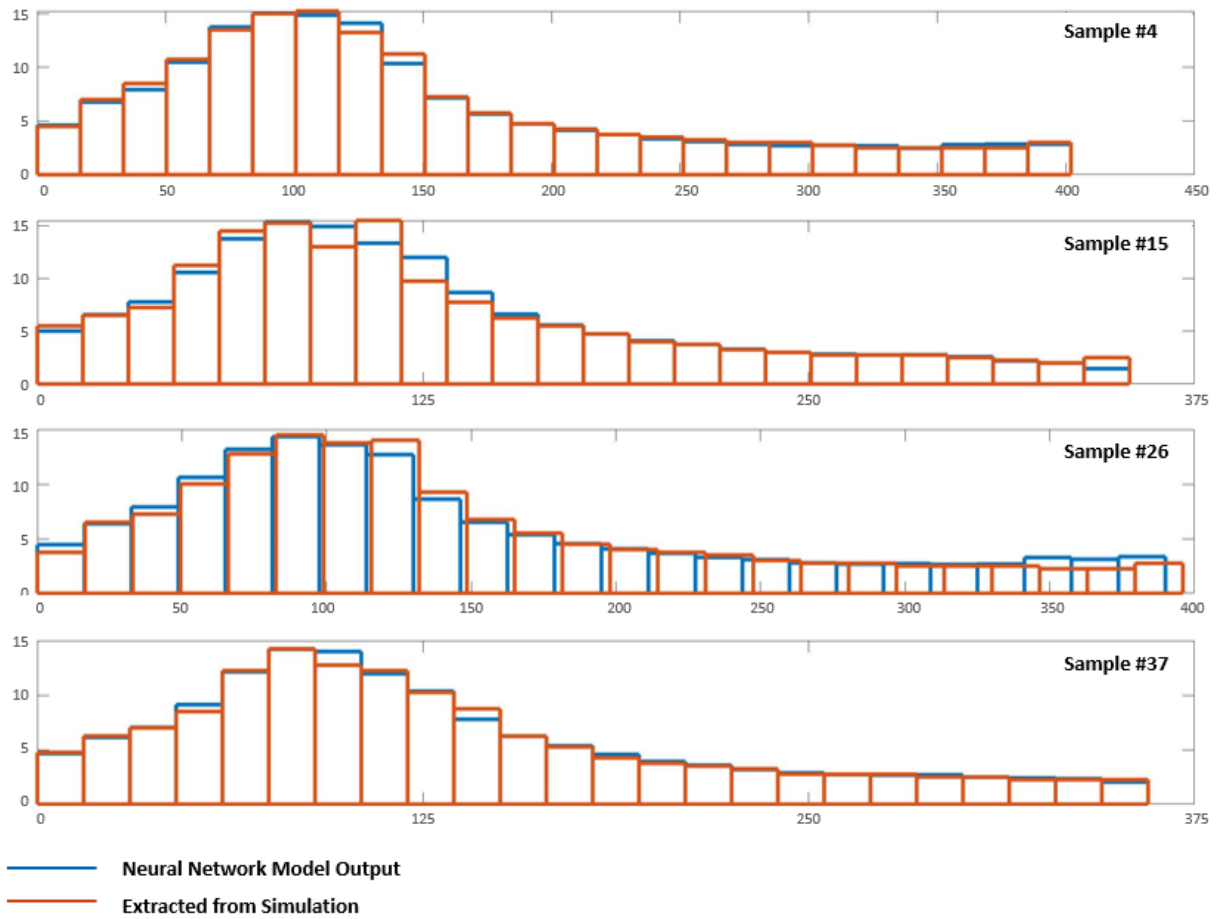 15
Sample #4
10
5
0
0 50 100 150 200 250 300 350 400 450
15
Sample #15
10
5
0
0 125 250 375
15
Sample #26
10
5
0
0 50 100 150 200 250 300 350 400
15
Sample #37
10
5
0
0 125 250 375
Neural Network Model Output
Extracted from Simulation